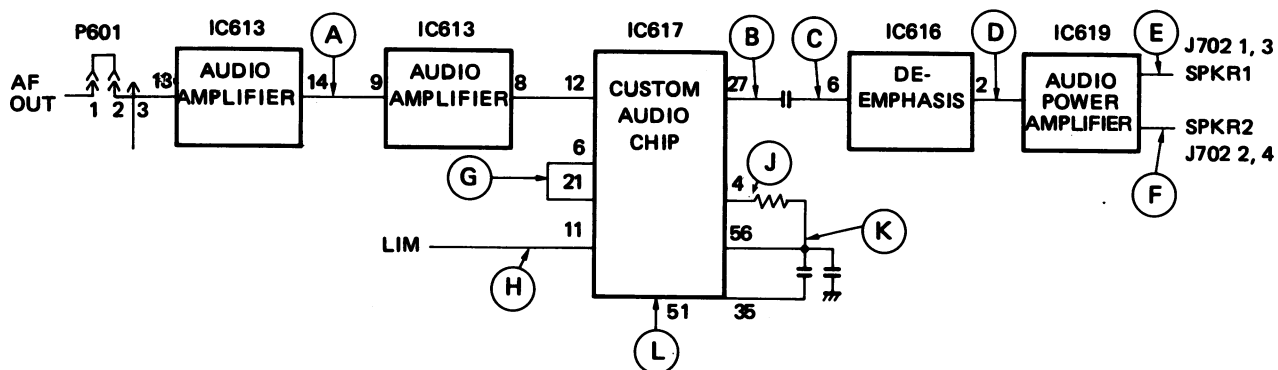 P601
IC613
A
IC613
IC617
B
C
IC616
D
IC619
E
J702 1, 3
AF
OUT
1
2
3
13
AUDIO
AMPLIFIER
14
9
AUDIO
AMPLIFIER
8
12
CUSTOM
AUDIO
CHIP
27
6
DE-
EMPHASIS
2
AUDIO
POWER
AMPLIFIER
SPKR1
SPKR2
J702 2, 4
F
G
6
21
4
J
LIM
11
H
56
K
51
35
L